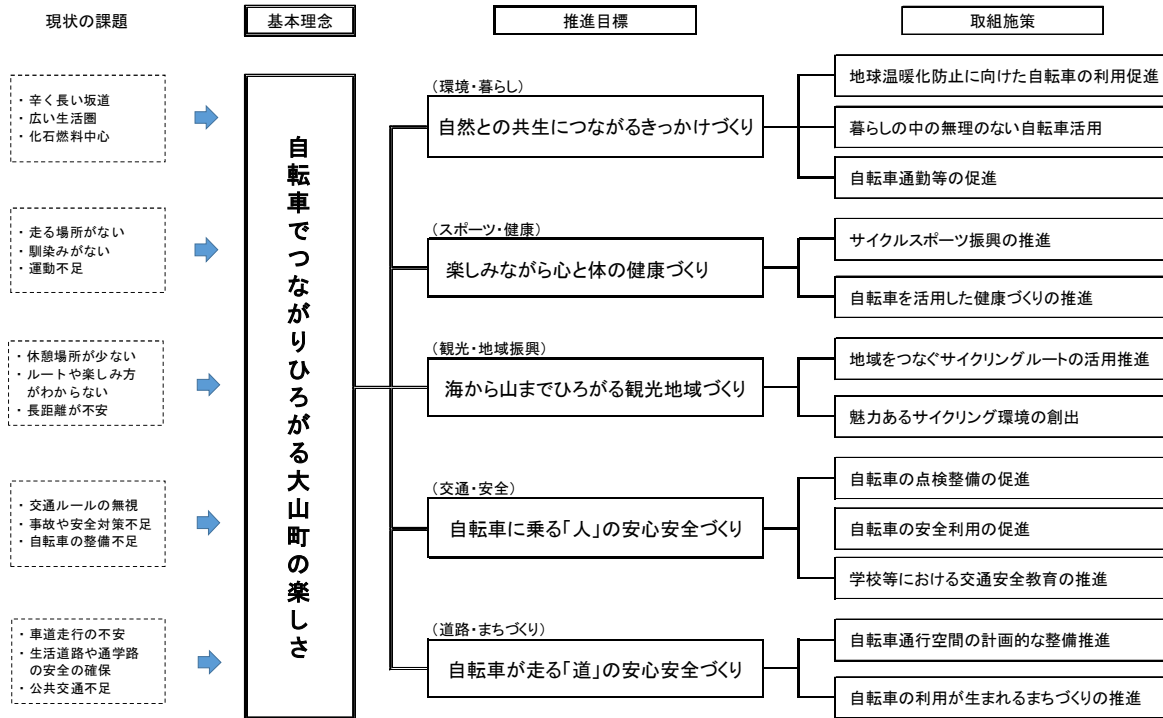 現状の課題
基本理念
推進目標
取組施策
・辛く長い坂道
・広い生活圏
・化石燃料中心
・走る場所がない
・馴染みがない
・運動不足
・休憩場所が少ない
・ルートや楽しみ方
がわからない
・長距離が不安
・交通ルールの無視
・事故や安全対策不足
・自転車の整備不足
・車道走行の不安
・生活道路や通学路
の安全の確保
・公共交通不足
自転車でつながりひろがる大山町の楽しさ
(環境・暮らし)
自然との共生につながるきっかけづくり
地球温暖化防止に向けた自転車の利用促進
暮らしの中の無理のない自転車活用
自転車通勤等の促進
(スポーツ・健康)
楽しみながら心と体の健康づくり
サイクルスポーツ振興の推進
自転車を活用した健康づくりの推進
(観光・地域振興)
海から山までひろがる観光地域づくり
地域をつなぐサイクリングルートの活用推進
魅力あるサイクリング環境の創出
(交通・安全)
自転車に乗る「人」の安心安全づくり
自転車の点検整備の促進
自転車の安全利用の促進
学校等における交通安全教育の推進
(道路・まちづくり)
自転車が走る「道」の安心安全づくり
自転車通行空間の計画的な整備推進
自転車の利用が生まれるまちづくりの推進